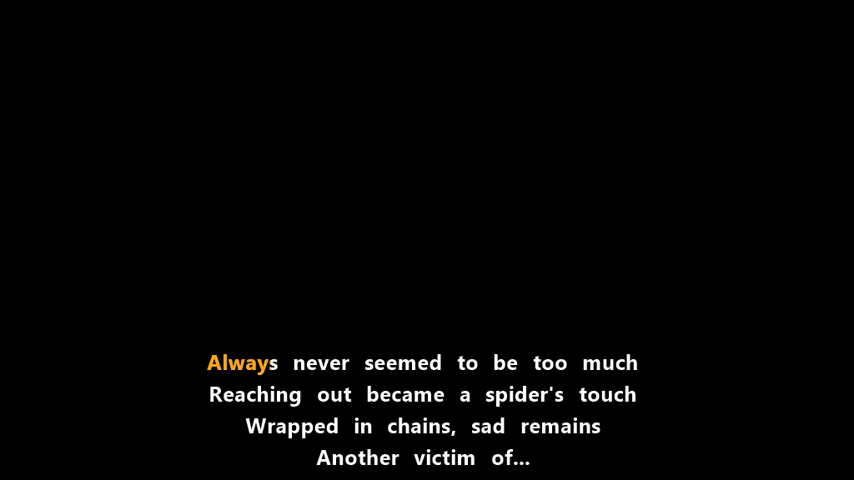 Always never seemed to be too much
Reaching out became a spider's touch
Wrapped in chains, sad remains
Another victim of...